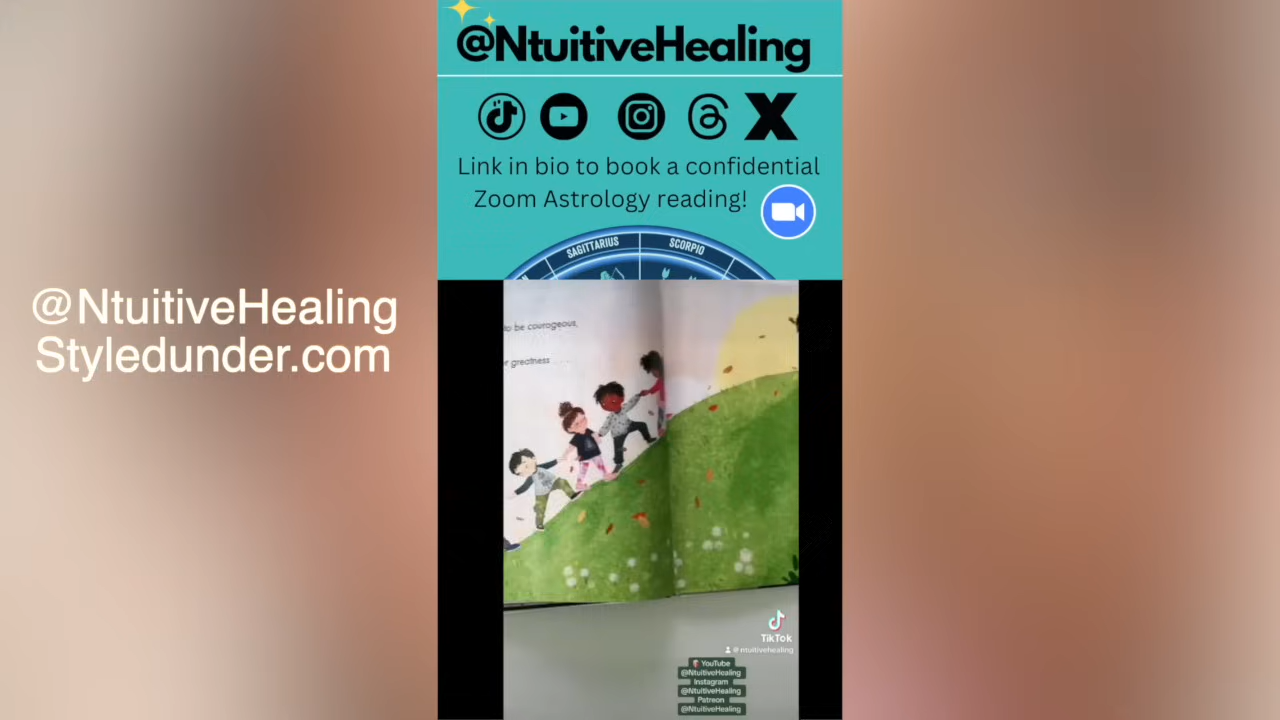 @NtuitiveHealing
Link in bio to book a confidential
Zoom Astrology reading!
SAGITTARIUS
SCORPIO
@NtuitiveHealing
Styledunder.com
to be courageous,
greatness
TikTok
@ntuitivehealing
YouTube
@NtuitiveHealing
Instagram
@NtuitiveHealing
Patreon
@NtuitiveHealing